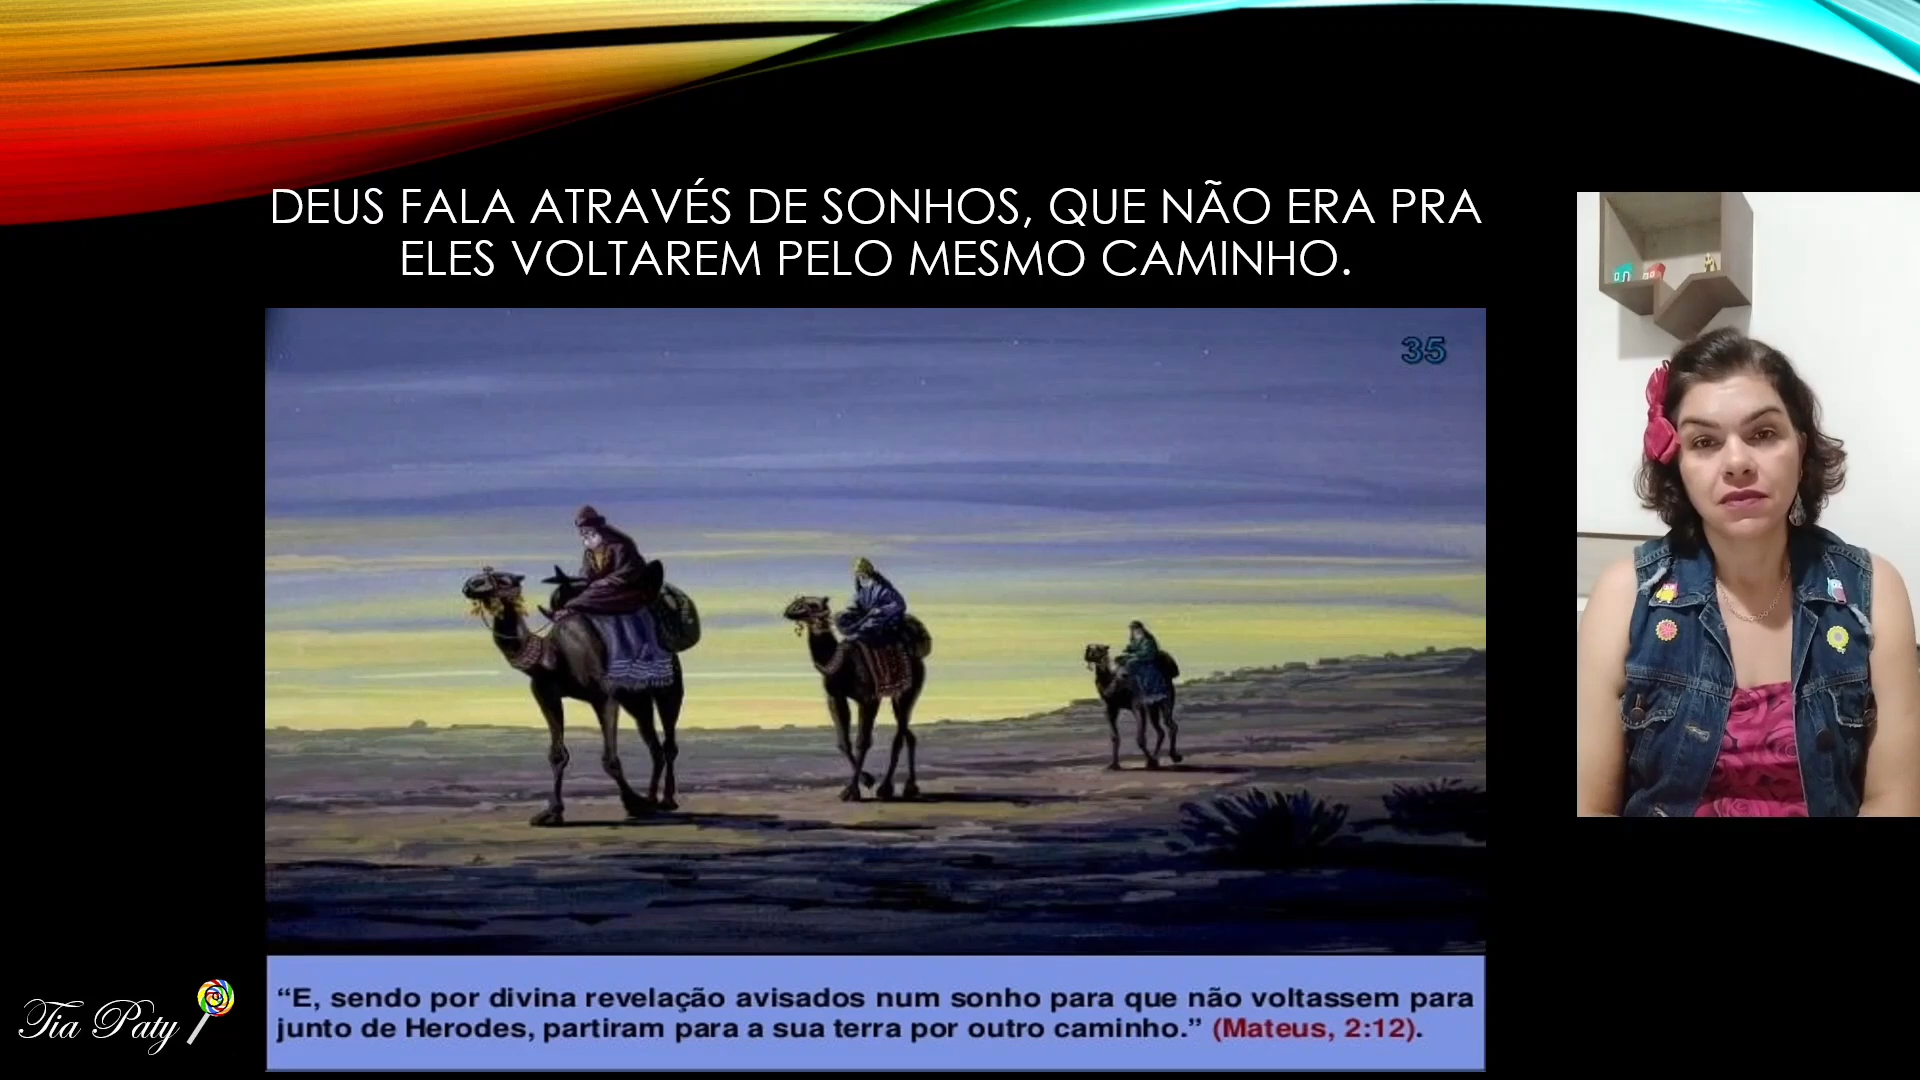 DEUS FALA ATRAVÉS DE SONHOS, QUE NÃO ERA PRA
ELES VOLTAREM PELO MESMO CAMINHO.
35
“E, sendo por divina revelação avisados num sonho para que não voltassem para
junto de Herodes, partiram para a sua terra por outro caminho.” (Mateus, 2:12).
Tia Paty